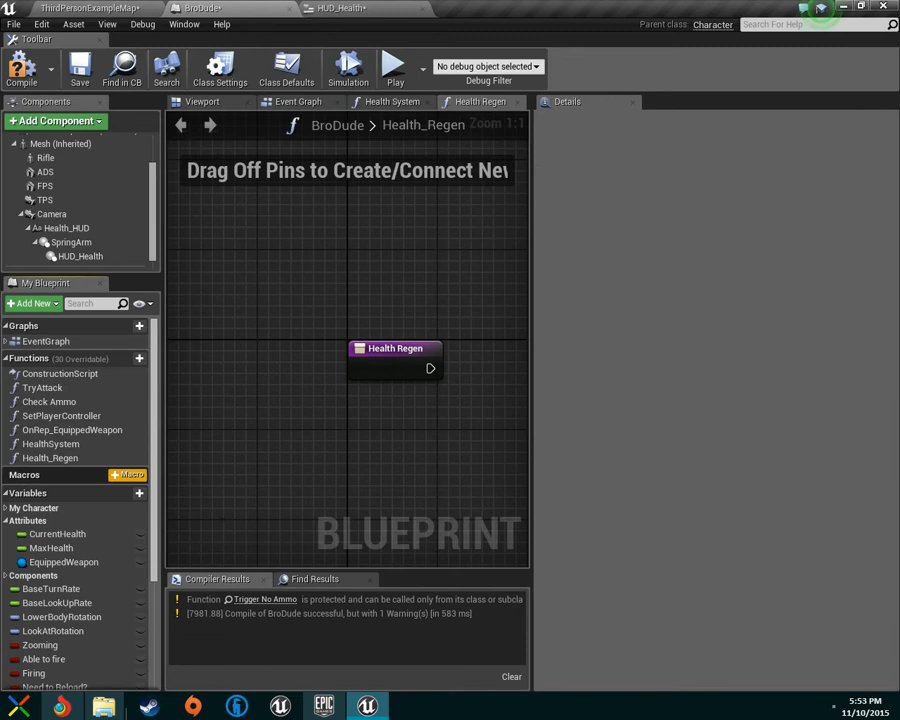 ThirdPersonExampleMap*
BroDude*
HUD_Health*
File Edit Asset View Debug Window Help
Parent class: Character
Search For Help
Toolbar
Compile
Save
Find in CB
Search
Class Settings
Class Defaults
Simulation
Play
No debug object selected
Debug Filter
Components
Viewport
Event Graph
Health System
Health Regen
Details
+Add Component
BroDude > Health_Regen
Zoom 1:1
Mesh (Inherited)
Rifle
ADS
FPS
TPS
Camera
Health_HUD
SpringArm
HUD_Health
Drag Off Pins to Create/Connect New
Health Regen
BLUEPRINT
My Blueprint
+Add New
Search
Graphs
EventGraph
Functions (30 Overridable)
ConstructionScript
TryAttack
Check Ammo
SetPlayerController
OnRep_EquippedWeapon
HealthSystem
Health_Regen
Macros
+ Macro
Variables
My Character
Attributes
CurrentHealth
MaxHealth
EquippedWeapon
Components
BaseTurnRate
BaseLookUpRate
LowerBodyRotation
LookAtRotation
Zooming
Able to fire
Firing
Need to Reload?
Compiler Results
Find Results
Function Trigger No Ammo is protected and can be called only from its class or subcla
[7981.88] Compile of BroDude successful, but with 1 Warning(s) [in 583 ms]
Clear
EPIC
5:53 PM
11/10/2015